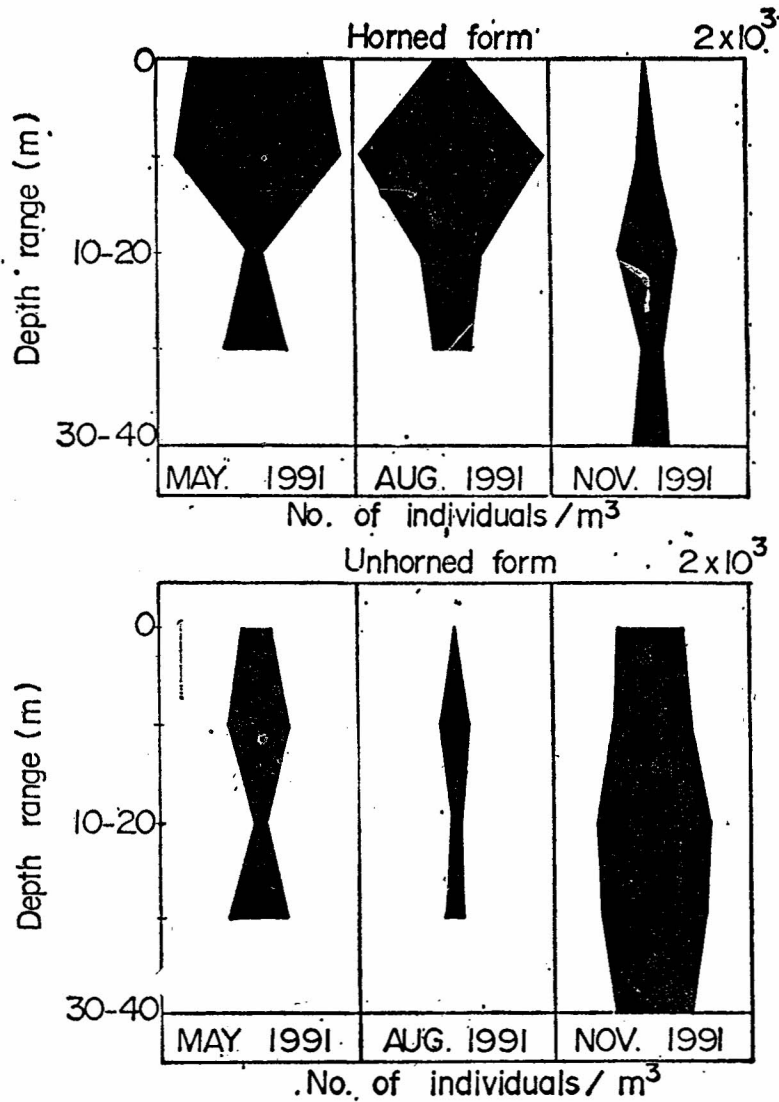 Horned form 2x10³
0
10-20
30-40
Depth range (m)
MAY. 1991 AUG. 1991 NOV. 1991
No. of individuals/m³
Unhorned form 2x10³
0
10-20
30-40
Depth range (m)
MAY 1991 AUG. 1991 NOV. 1991
No. of individuals/m³